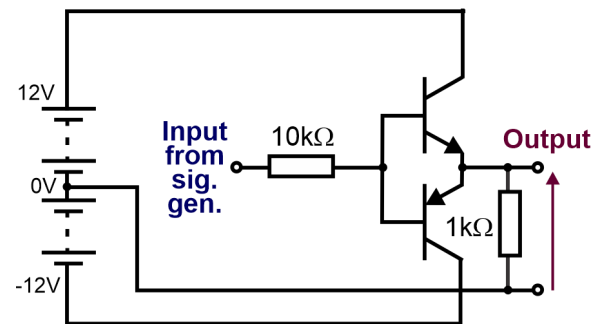 12V
0V
-12V
Input
from
sig.
gen.
10kΩ
Output
1kΩ